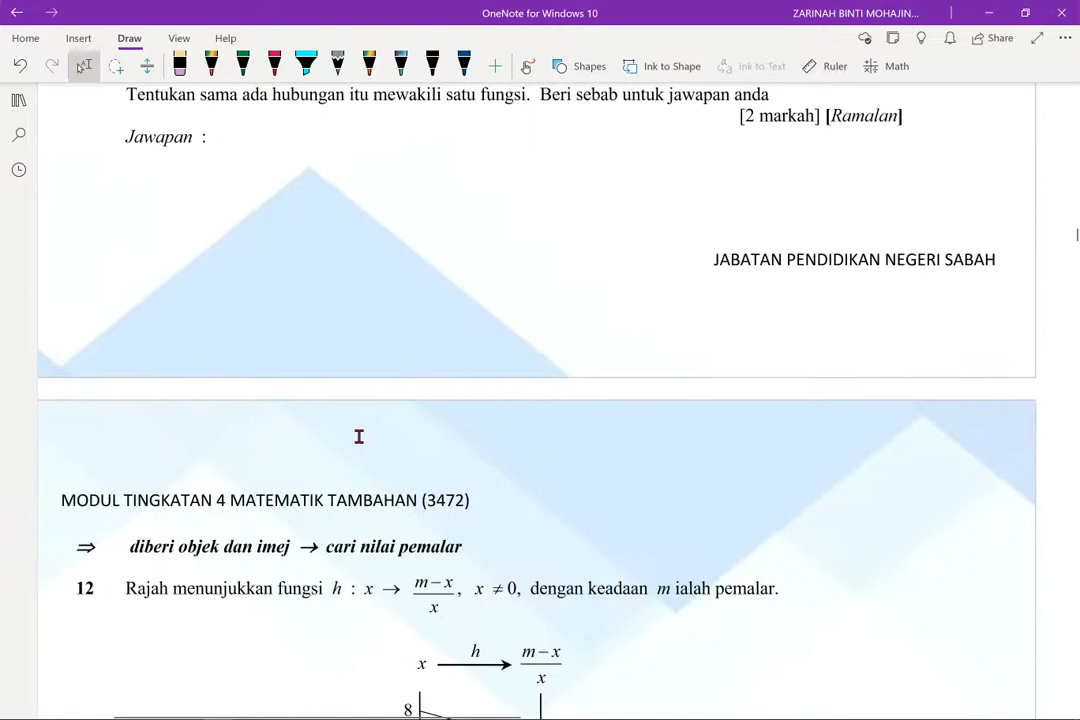 OneNote for Windows 10
ZARINAH BINTI MOHAJIN...
Home Insert Draw View Help
Share
Shapes Ink to Shape Ink to Text Ruler Math
Tentukan sama ada hubungan itu mewakili satu fungsi. Beri sebab untuk jawapan anda
[2 markah] [Ramalan]
Jawapan :
JABATAN PENDIDIKAN NEGERI SABAH
MODUL TINGKATAN 4 MATEMATIK TAMBAHAN (3472)
⇒ diberi objek dan imej → cari nilai pemalar
12 Rajah menunjukkan fungsi h : x → (m−x)/x, x ≠ 0, dengan keadaan m ialah pemalar.
h
x → (m−x)/x
8